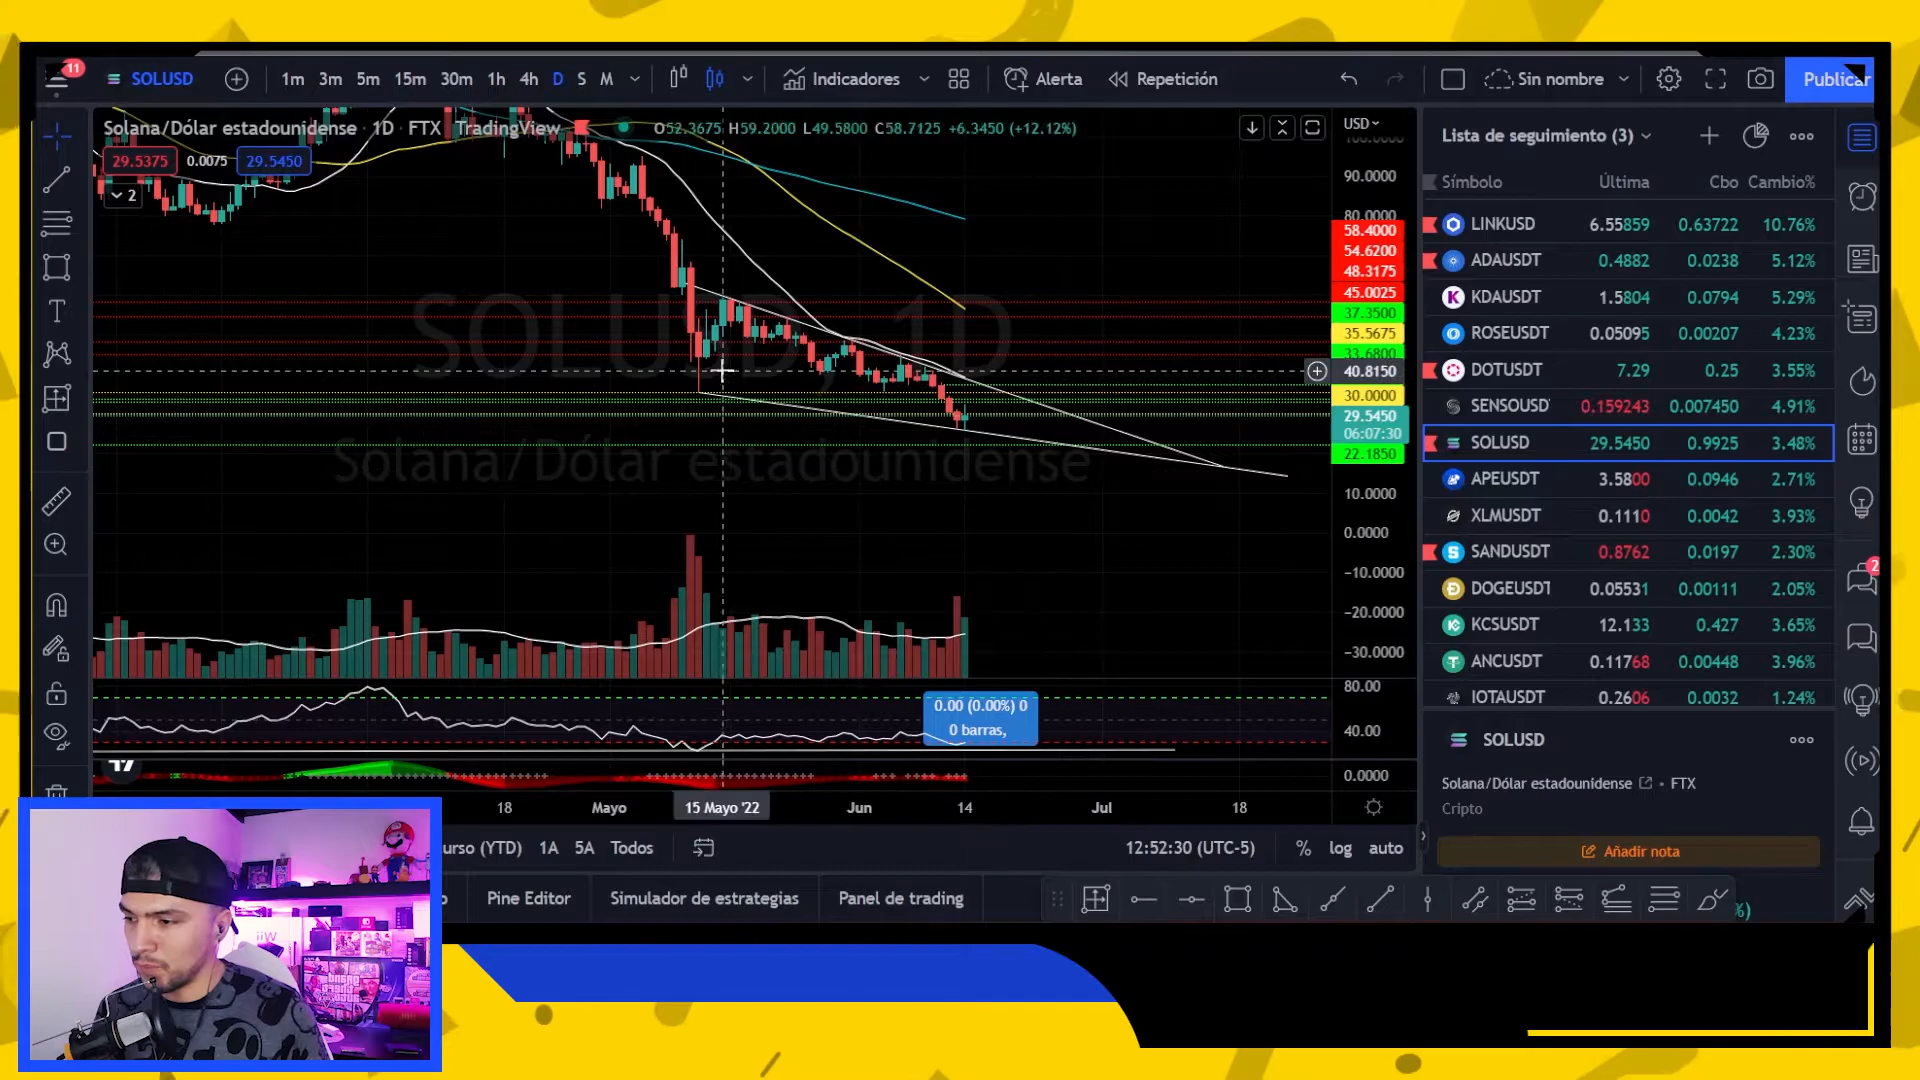 11
SOLUSD
1m 3m 5m 15m 30m 1h 4h D S M
Indicadores
Alerta
Repetición
Sin nombre
Publicar
Solana/Dólar estadounidense · 1D · FTX TradingView
O52.3675 H59.2000 L49.5800 C58.7125 +6.3450 (+12.12%)
29.5375 0.0075 29.5450
2
USD
100.0000
90.0000
80.0000
58.4000
54.6200
48.3175
45.0025
37.3500
35.5675
33.6800
40.8150
30.0000
29.5450
06:07:30
22.1850
10.0000
0.0000
-10.0000
-20.0000
-30.0000
80.00
40.00
0.0000
SOLUSD, 1D
Solana/Dólar estadounidense
0.00 (0.00%) 0
0 barras,
18 Mayo 15 Mayo '22 Jun 14 Jul 18
urso (YTD) 1A 5A Todos
12:52:30 (UTC-5) % log auto
o Pine Editor Simulador de estrategias Panel de trading
%)
Lista de seguimiento (3)
Símbolo Última Cbo Cambio%
LINKUSD 6.55859 0.63722 10.76%
ADAUSDT 0.4882 0.0238 5.12%
KDAUSDT 1.5804 0.0794 5.29%
ROSEUSDT 0.05095 0.00207 4.23%
DOTUSDT 7.29 0.25 3.55%
SENSOUSD 0.159243 0.007450 4.91%
SOLUSD 29.5450 0.9925 3.48%
APEUSDT 3.5800 0.0946 2.71%
XLMUSDT 0.1110 0.0042 3.93%
SANDUSDT 0.8762 0.0197 2.30%
DOGEUSDT 0.05531 0.00111 2.05%
KCSUSDT 12.133 0.427 3.65%
ANCUSDT 0.11768 0.00448 3.96%
IOTAUSDT 0.2606 0.0032 1.24%
2
SOLUSD
Solana/Dólar estadounidense • FTX
Cripto
Añadir nota